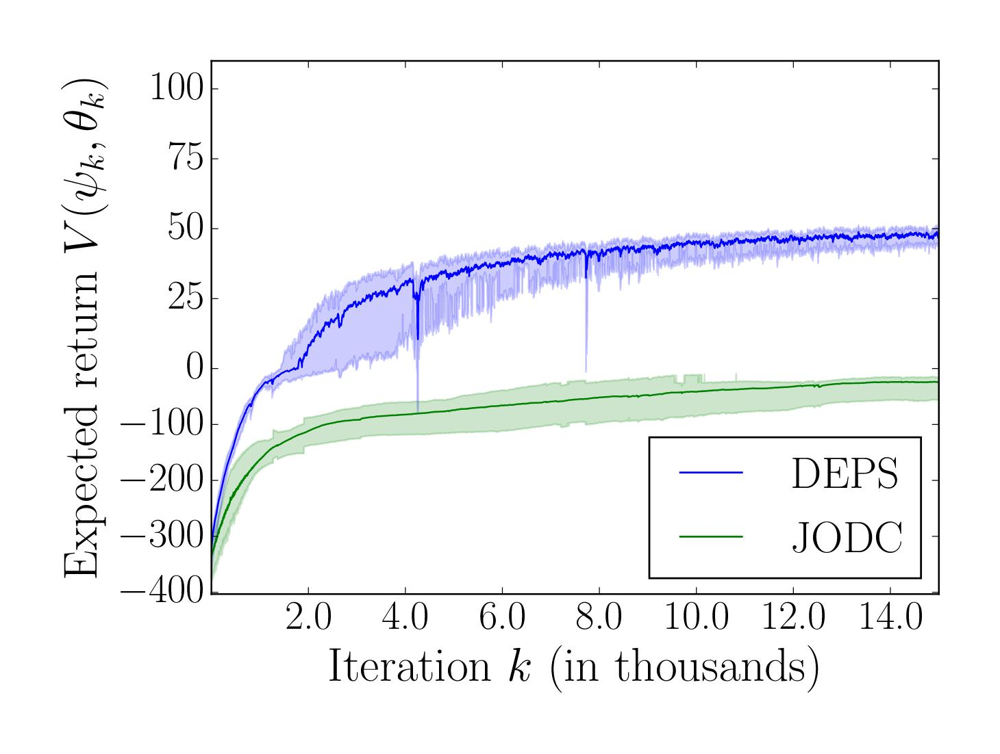 Expected return V(ψk, θk)
100
75
50
25
0
−100
−200
−300
−400
2.0 4.0 6.0 8.0 10.0 12.0 14.0
Iteration k (in thousands)
DEPS
JODC